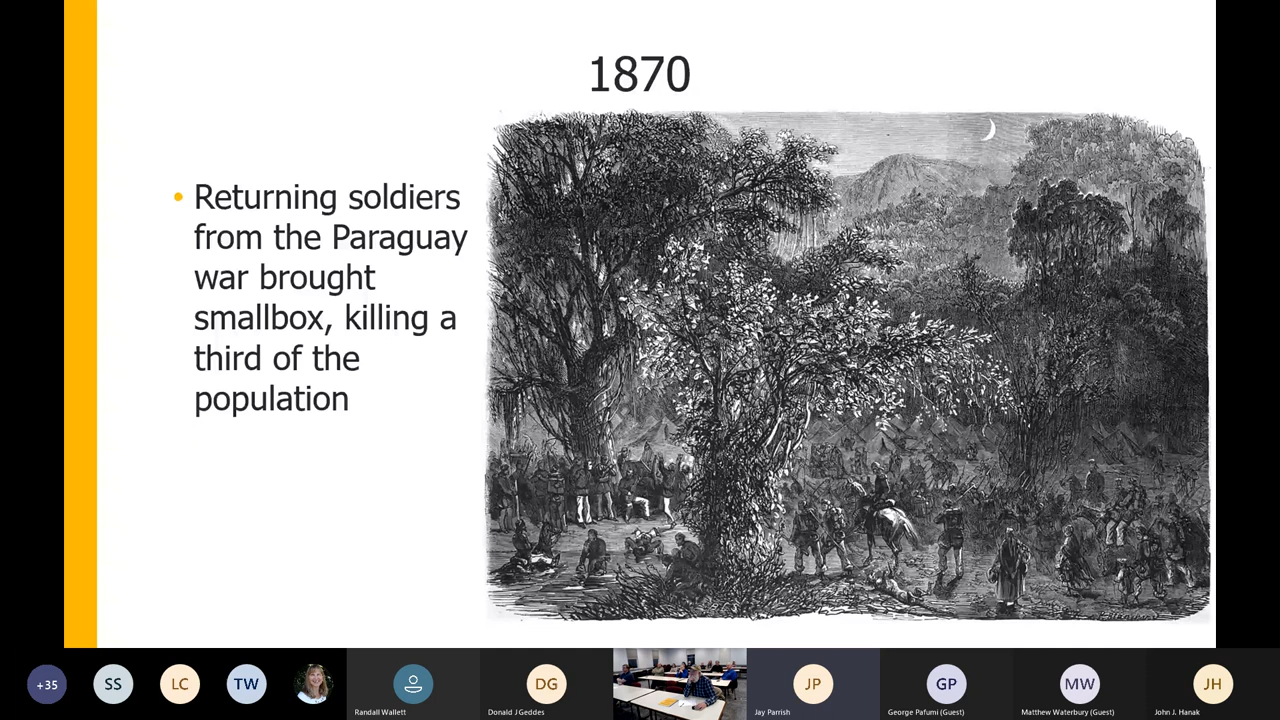 1870
• Returning soldiers
from the Paraguay
war brought
smallbox, killing a
third of the
population
+35
SS
LC
TW
Randall Wallett
DG
Donald J Geddes
JP
Jay Parrish
GP
George Pafumi (Guest)
MW
Matthew Waterbury (Guest)
JH
John J. Hanak